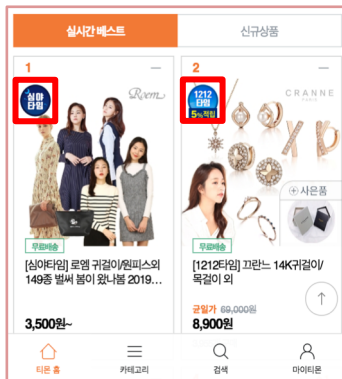 실시간 베스트
신규상품
1
심야
타임
Roem
[심야타임] 로엠 귀걸이/원피스외
149종 벌써 봄이 왔나봄 2019…
무료배송
3,500원~
2
1212
타임
5%적립
CRANNE
PARIS
사은품
무료배송
[1212타임] 끄란느 14K귀걸이/
목걸이 외
균일가 69,000원
8,900원
티몬 홈
카테고리
검색
마이티몬